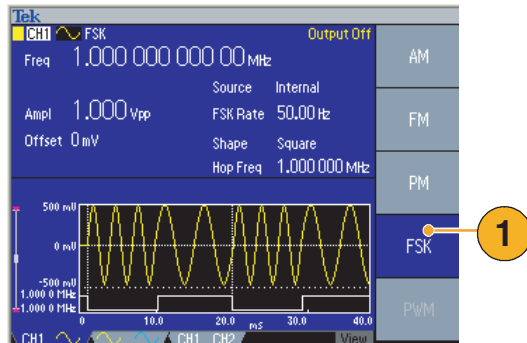 Tek
CH1 FSK Output Off
Freq 1.000 000 000 00 MHz
Source Internal
Ampl 1.000 Vpp FSK Rate 50.00 Hz
Offset 0 mV
Shape Square
Hop Freq 1.000 000 MHz
AM
FM
PM
FSK
PWM
1
500 mV
0 mV
-500 mV
1.000 0 MHz
1.000 0 MHz
0 10.0 20.0 ms 30.0 40.0
CH1 CH1 CH2 View